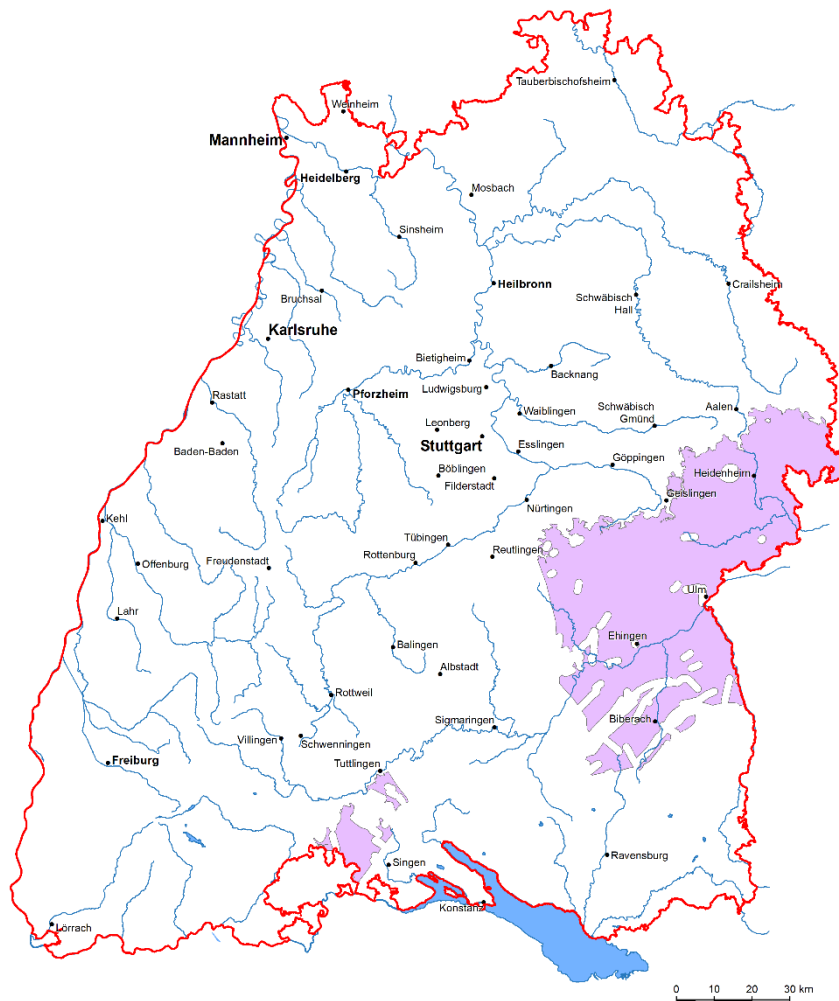 Tauberbischofsheim
Weinheim
Mannheim
Heidelberg
Mosbach
Sinsheim
Bruchsal
Heilbronn
Schwäbisch
Hall
Crailsheim
Karlsruhe
Bietigheim
Backnang
Ludwigsburg
Pforzheim
Rastatt
Waiblingen
Schwäbisch
Gmünd
Aalen
Leonberg
Stuttgart
Baden-Baden
Esslingen
Göppingen
Böblingen
Filderstadt
Heidenheim
Geislingen
Nürtingen
Kehl
Tübingen
Rottenburg
Reutlingen
Offenburg
Freudenstadt
Ulm
Lahr
Ehingen
Balingen
Albstadt
Rottweil
Biberach
Sigmaringen
Villingen
Schwenningen
Freiburg
Tuttlingen
Singen
Ravensburg
Konstanz
Lörrach
0 10 20 30 km